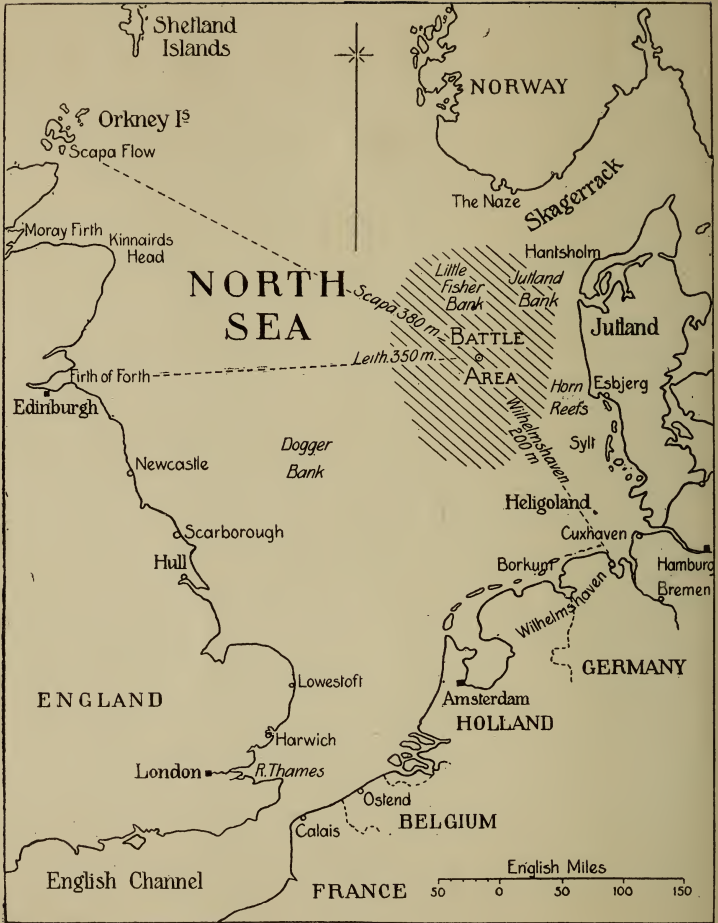 Shetland
Islands
NORWAY
Orkney Is
Scapa Flow
The Naze
Skagerrack
Moray Firth
Kinnairds
Head
Hantsholm
NORTH
SEA
Little
Fisher
Bank
Jutland
Bank
Scapa 380 m.
Jutland
BATTLE
AREA
Leith. 350 m.
Firth of Forth
Edinburgh
Horn
Reefs
Esbjerg
Wilhelmshaven
200 m
Sylt
Dogger
Bank
Newcastle
Heligoland
Scarborough
Cuxhaven
Hull
Borkum
Hamburg
Bremen
Wilhelmshaven
GERMANY
Lowestoft
ENGLAND
Amsterdam
HOLLAND
Harwich
London
R. Thames
Ostend
Calais
BELGIUM
English Channel
FRANCE
English Miles
50 0 50 100 150